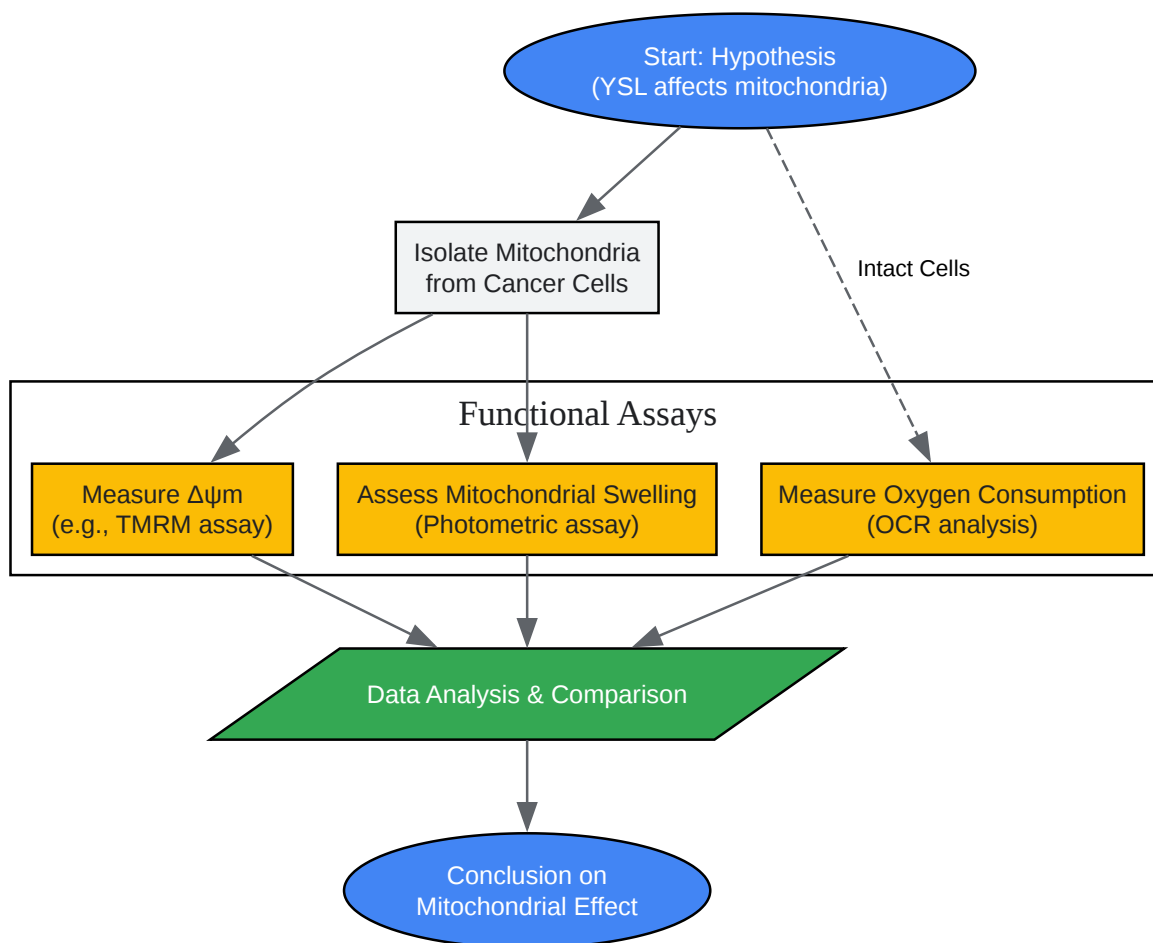 Start: Hypothesis
(YSL affects mitochondria)
Isolate Mitochondria
from Cancer Cells
Intact Cells
Functional Assays
Measure Δψm
(e.g., TMRM assay)
Assess Mitochondrial Swelling
(Photometric assay)
Measure Oxygen Consumption
(OCR analysis)
Data Analysis & Comparison
Conclusion on
Mitochondrial Effect